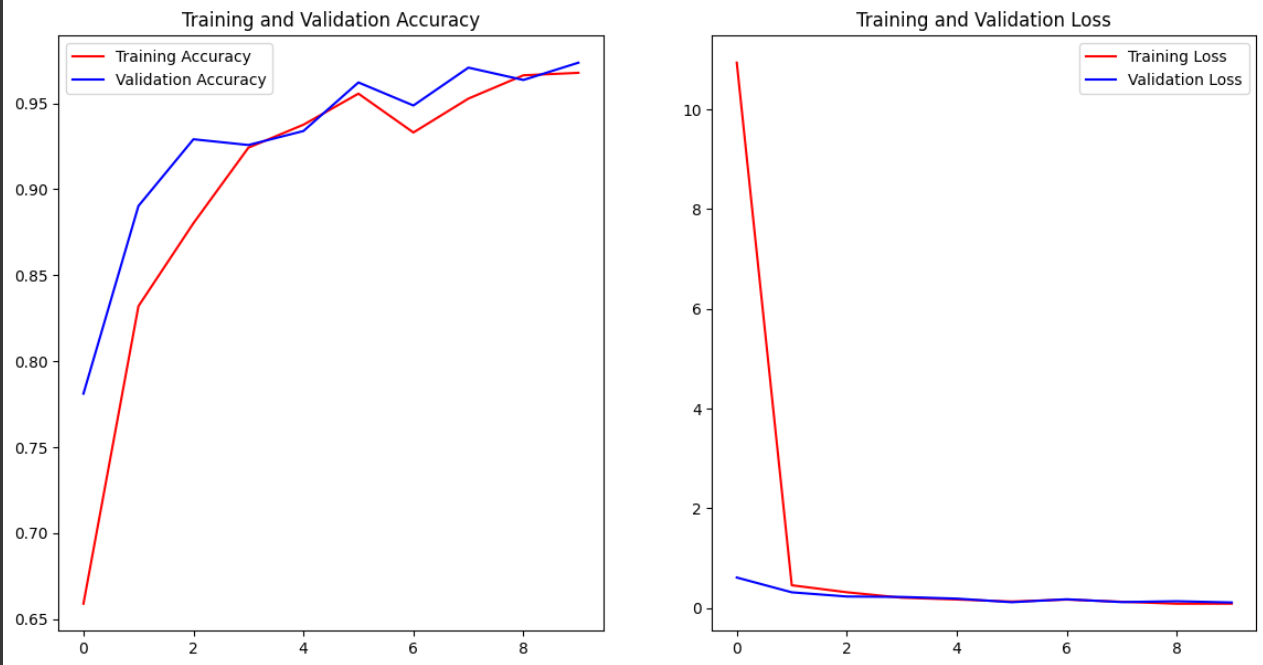 Training and Validation Accuracy
Training Accuracy
Validation Accuracy
0.95
0.90
0.85
0.80
0.75
0.70
0.65
0 2 4 6 8
Training and Validation Loss
Training Loss
Validation Loss
10
8
6
4
2
0
0 2 4 6 8